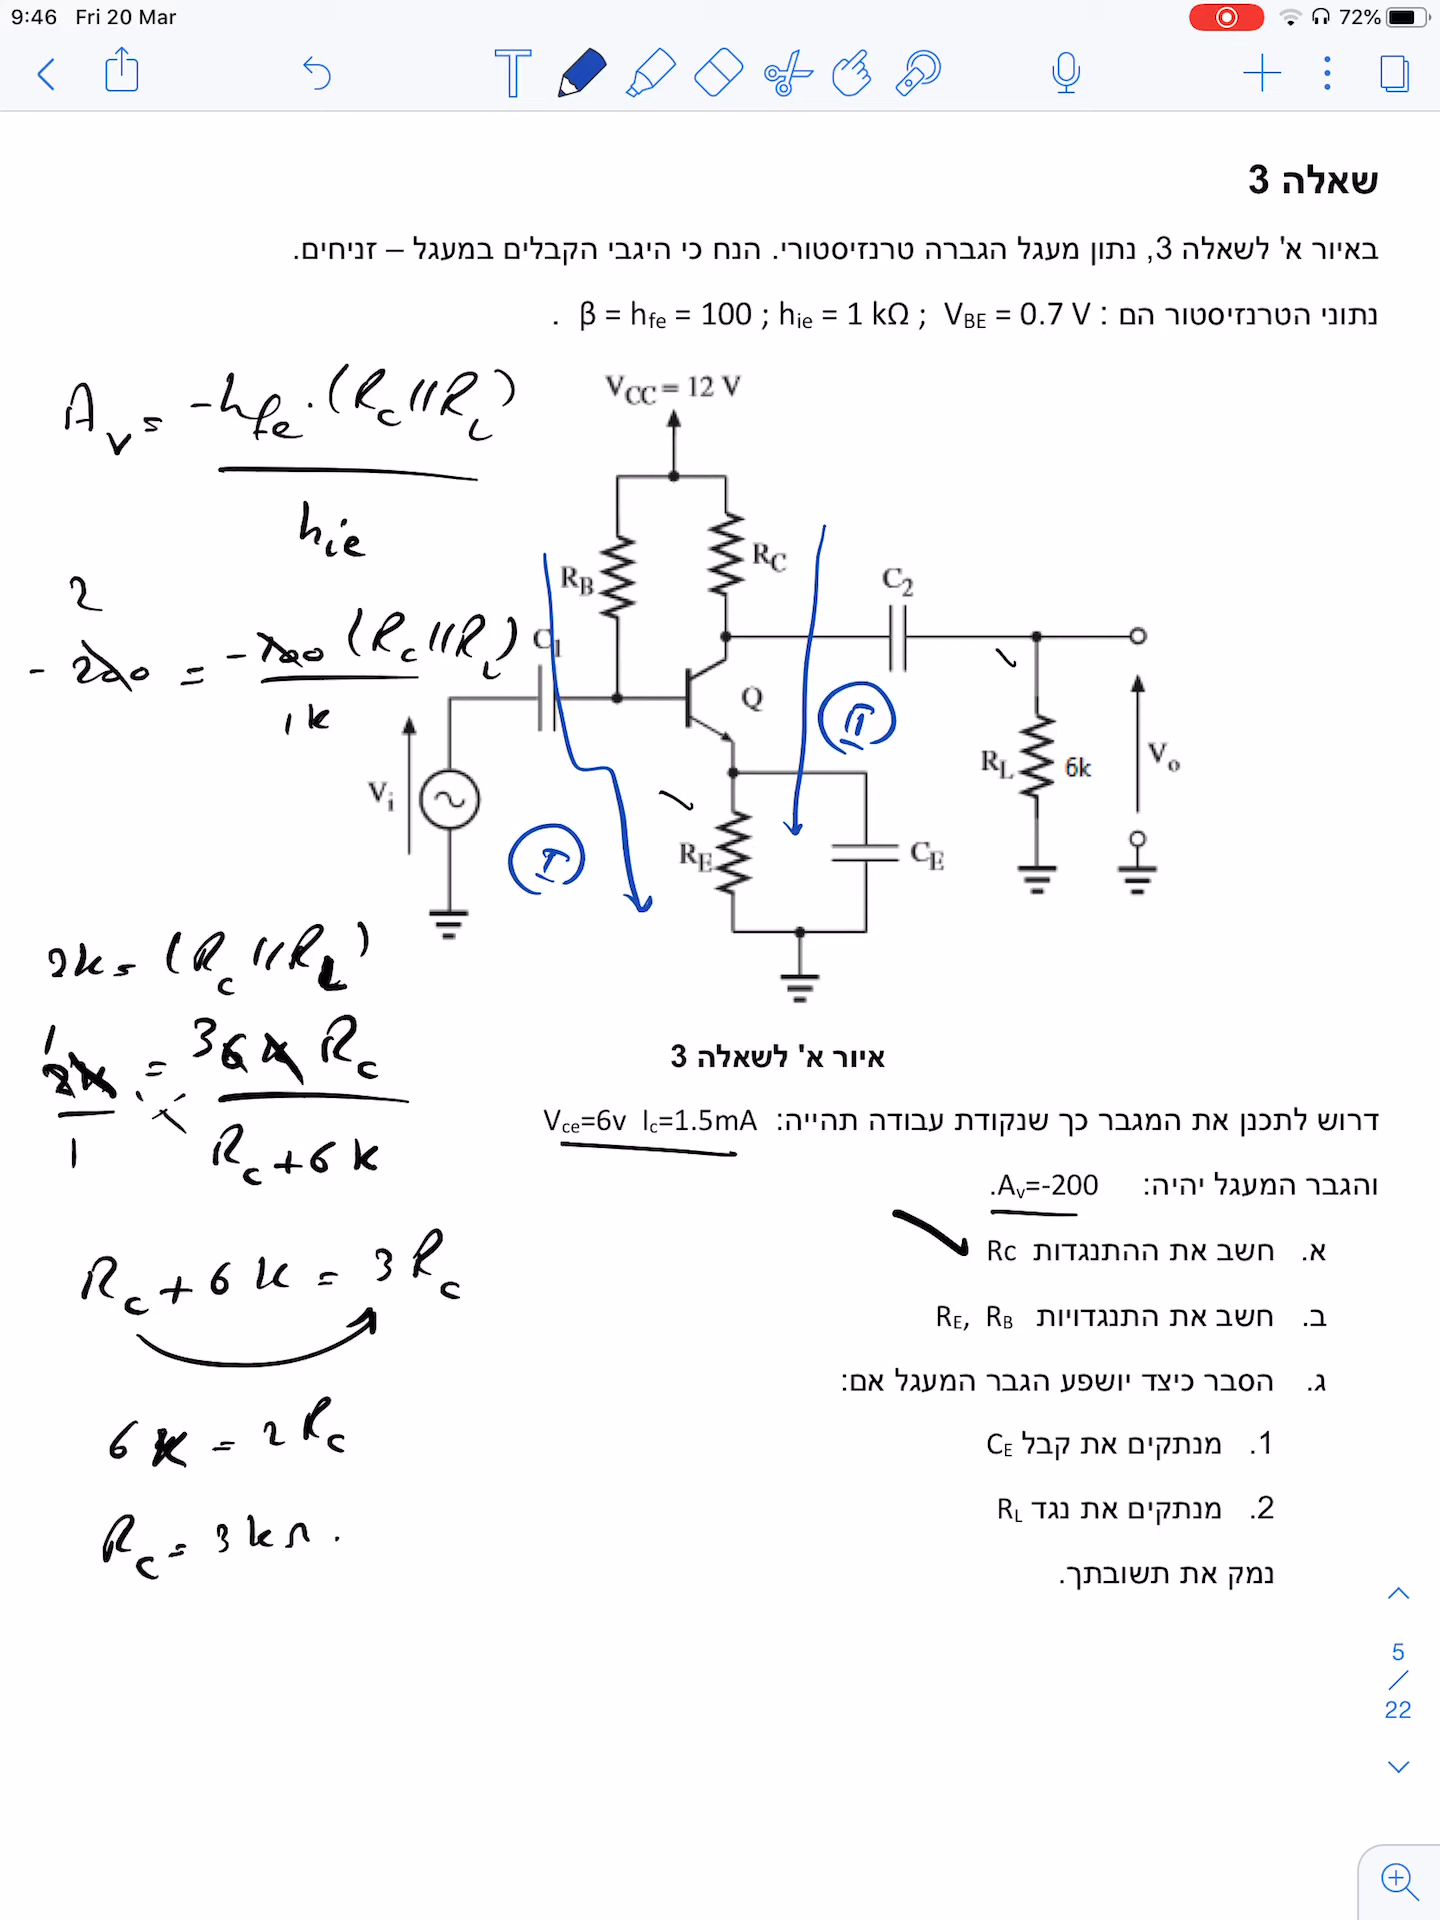 9:46 Fri 20 Mar 72%
שאלה 3
באיור א' לשאלה 3, נתון מעגל הגברה טרנזיסטורי. הנח כי היגבי הקבלים במעגל – זניחים.
נתוני הטרנזיסטור הם : β = hfe = 100 ; hie = 1 kΩ ; VBE = 0.7 V .
Av = -hfe·(Rc//RL)
hie
VCC = 12 V
RB
RC
C2
2
-200 = -100 (Rc//RL)
1k
C1
Q
II
RL
6k
Vo
Vi
I
RE
CE
2k = (Rc//RL)
1
2k = 3 6k Rc
1
Rc+6k
Rc+6k = 3Rc
6k = 2Rc
Rc = 3kΩ.
איור א' לשאלה 3
דרוש לתכנן את המגבר כך שנקודת עבודה תהייה: Vce=6v Ic=1.5mA
והגבר המעגל יהיה: Av=-200.
א. חשב את ההתנגדות Rc
ב. חשב את התנגדויות RE, RB
ג. הסבר כיצד יושפע הגבר המעגל אם:
1. מנתקים את קבל CE
2. מנתקים את נגד RL
נמק את תשובתך.
5
/
22